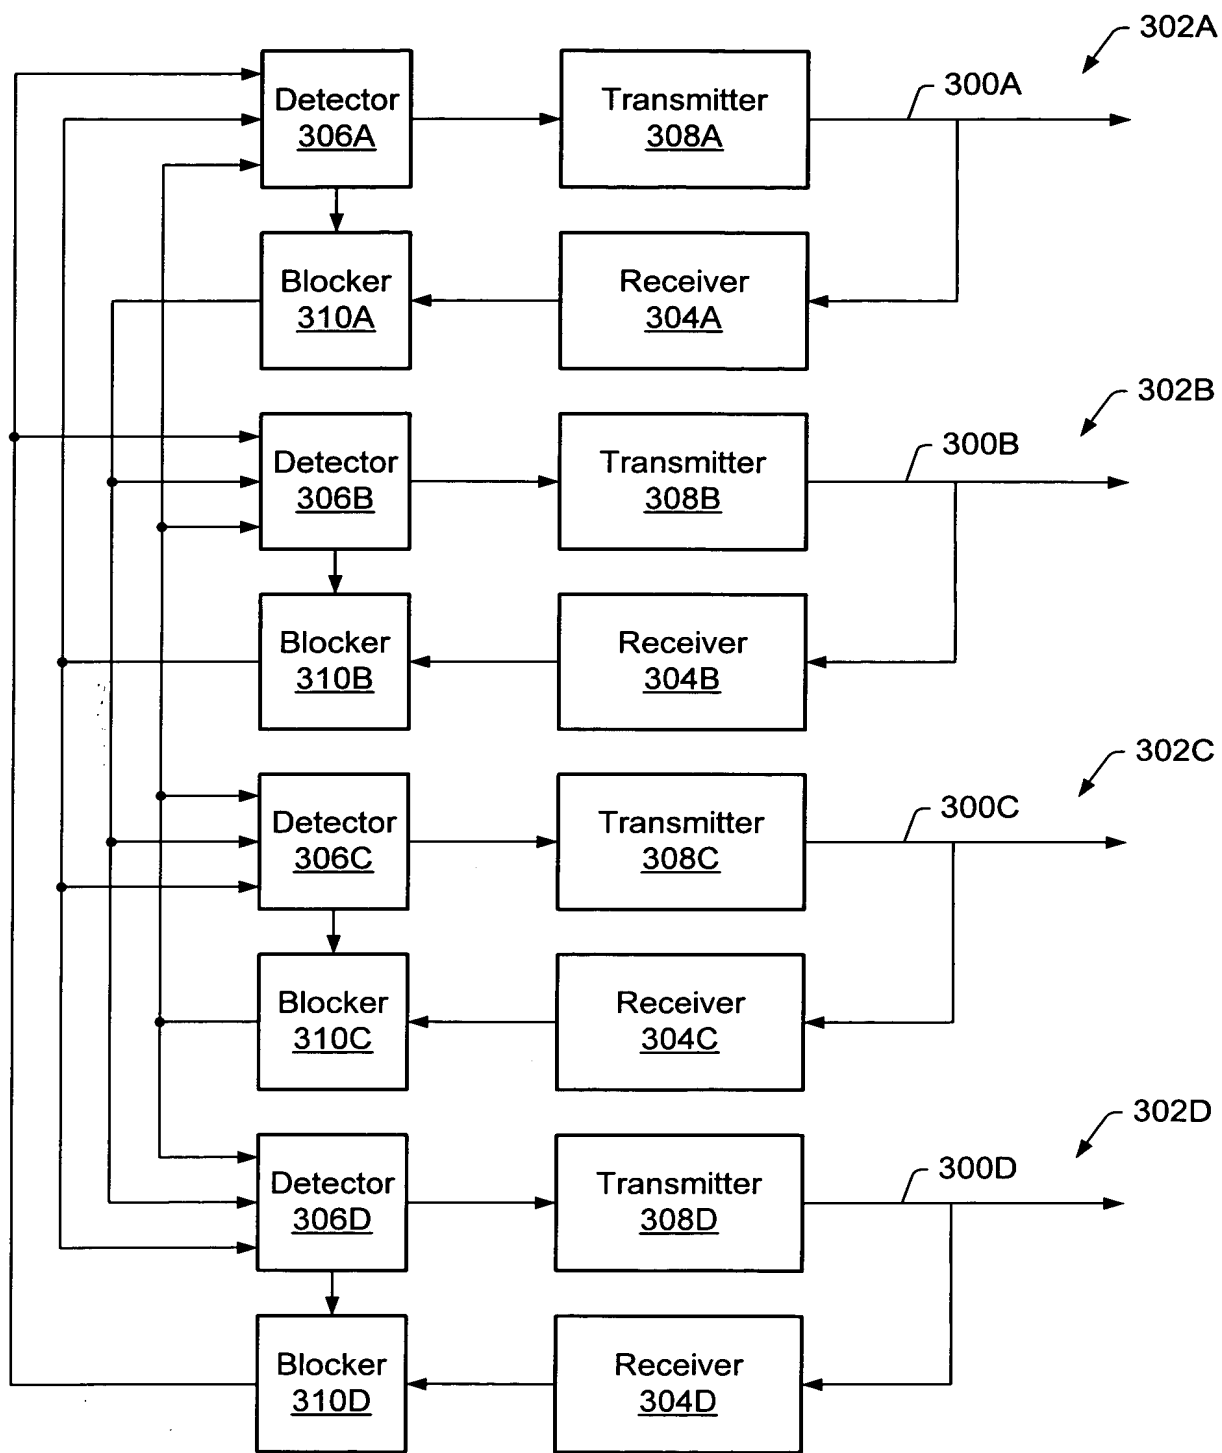 302A
300A
Detector
306A
Transmitter
308A
Blocker
310A
Receiver
304A
302B
300B
Detector
306B
Transmitter
308B
Blocker
310B
Receiver
304B
302C
300C
Detector
306C
Transmitter
308C
Blocker
310C
Receiver
304C
302D
300D
Detector
306D
Transmitter
308D
Blocker
310D
Receiver
304D